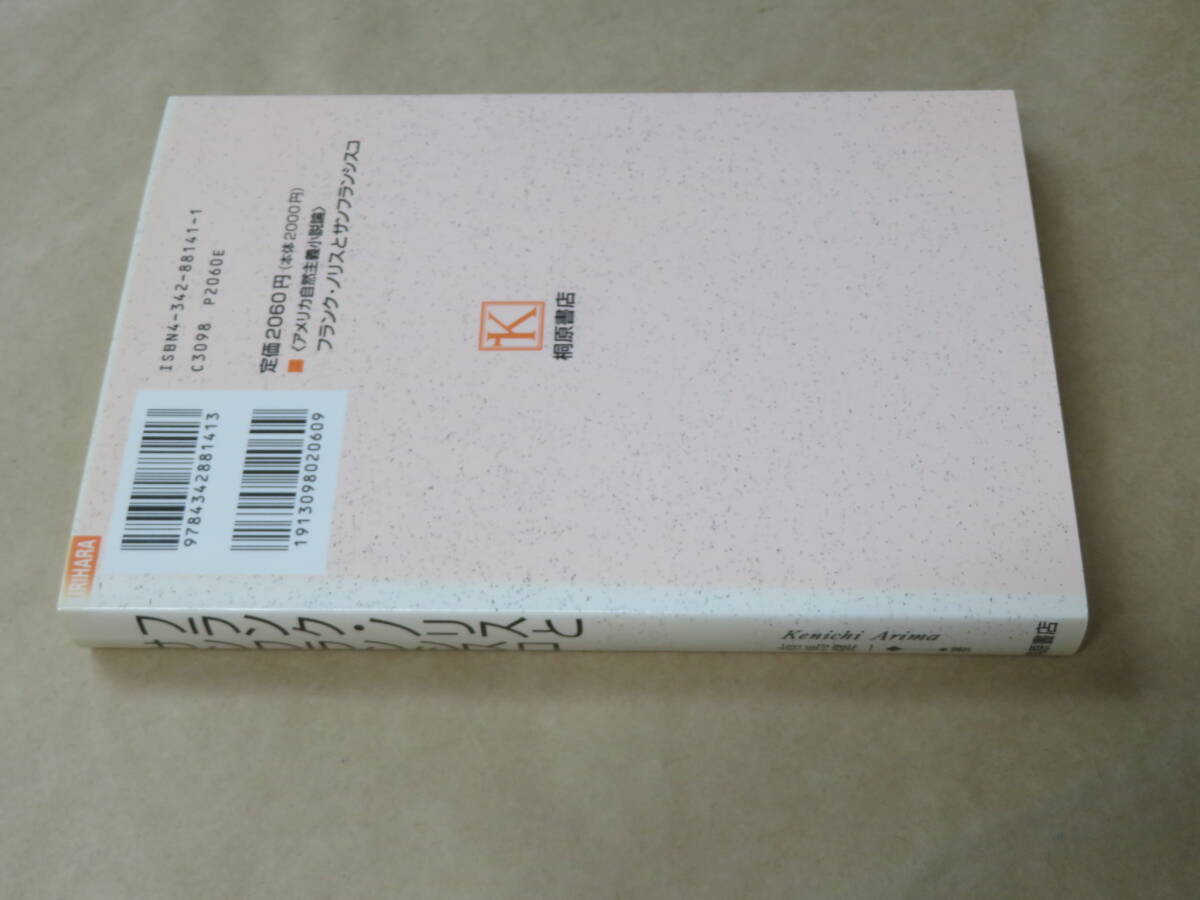 ISBN4-342-88141-1
C3098 P2060E
定価2060円(本体2000円)
■〈アメリカ自然主義小説論〉
フランク・ノリスとサンフランシスコ
9784342881413
1913098020609
K
桐原書店
フランク・ノリスと
サンフランシスコ
Kenichi Arima
桐原書店